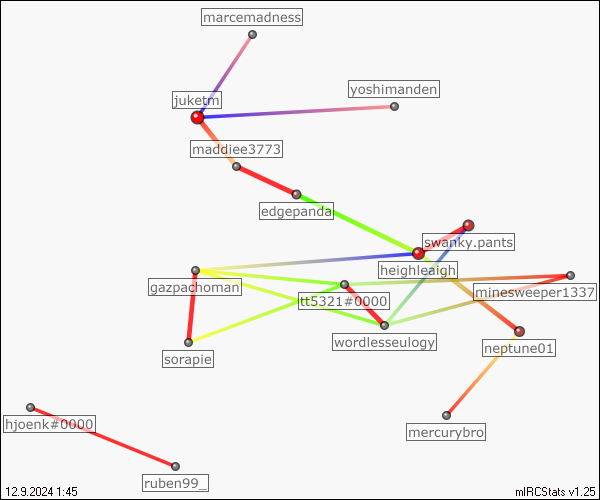 marcemadness
yoshimanden
juketm
maddiee3773
edgepanda
swanky.pants
heighleaigh
gazpachoman
minesweeper1337
tt5321#0000
wordlesseulogy
neptune01
sorapie
hjoenk#0000
mercurybro
ruben99_
12.9.2024 1:45
mIRCStats v1.25